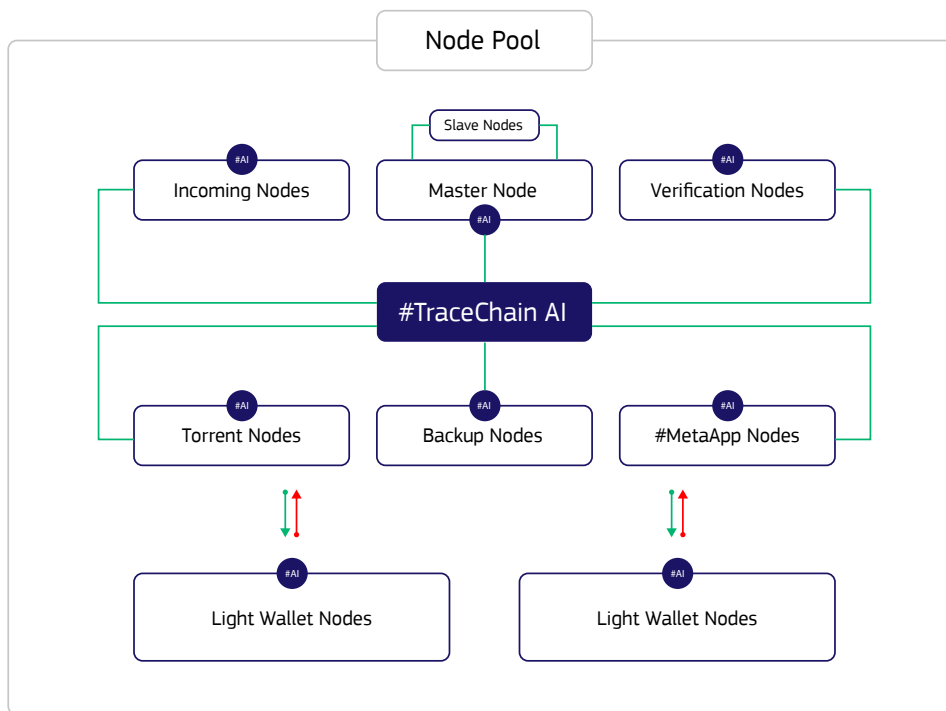 Node Pool
Slave Nodes
#AI
#AI
Incoming Nodes
Master Node
Verification Nodes
#AI
#TraceChain AI
#AI
#AI
#AI
Torrent Nodes
Backup Nodes
#MetaApp Nodes
#AI
#AI
Light Wallet Nodes
Light Wallet Nodes